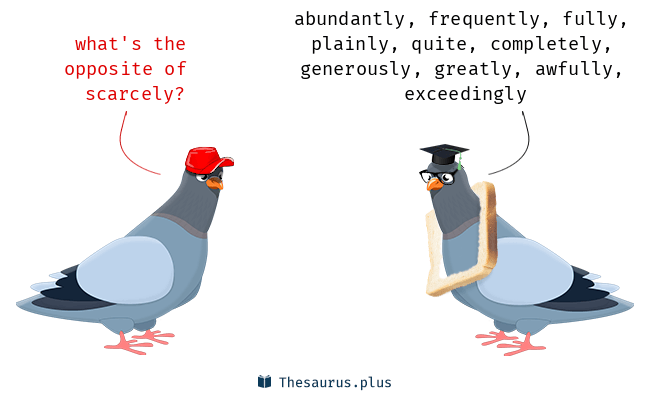 what's the
opposite of
scarcely?
abundantly, frequently, fully,
plainly, quite, completely,
generously, greatly, awfully,
exceedingly
Thesaurus.plus